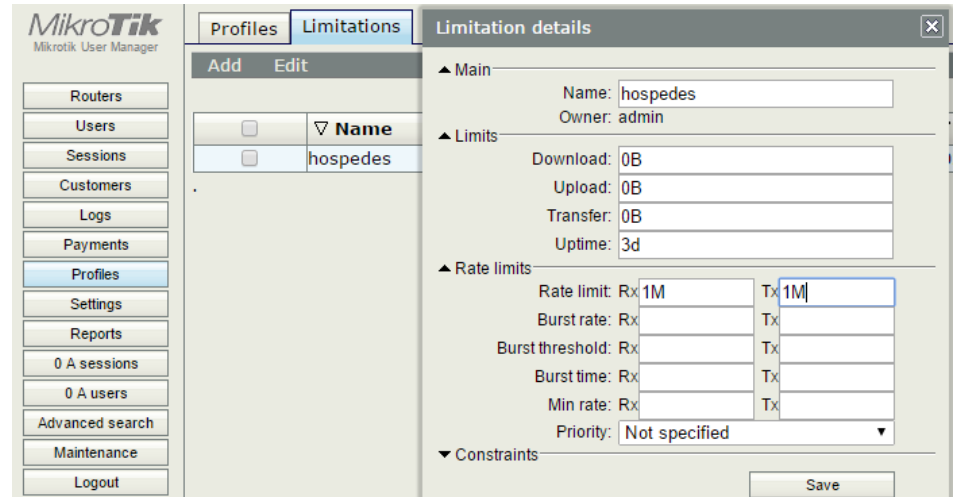 MikroTik
Mikrotik User Manager
Routers
Users
Sessions
Customers
Logs
Payments
Profiles
Settings
Reports
0 A sessions
0 A users
Advanced search
Maintenance
Logout
Profiles Limitations
Add Edit
▽ Name
hospedes
.
Limitation details
▲ Main
Name: hospedes
Owner: admin
▲ Limits
Download: 0B
Upload: 0B
Transfer: 0B
Uptime: 3d
▲ Rate limits
Rate limit: Rx 1M Tx 1M
Burst rate: Rx Tx
Burst threshold: Rx Tx
Burst time: Rx Tx
Min rate: Rx Tx
Priority: Not specified ▼
▼ Constraints
Save